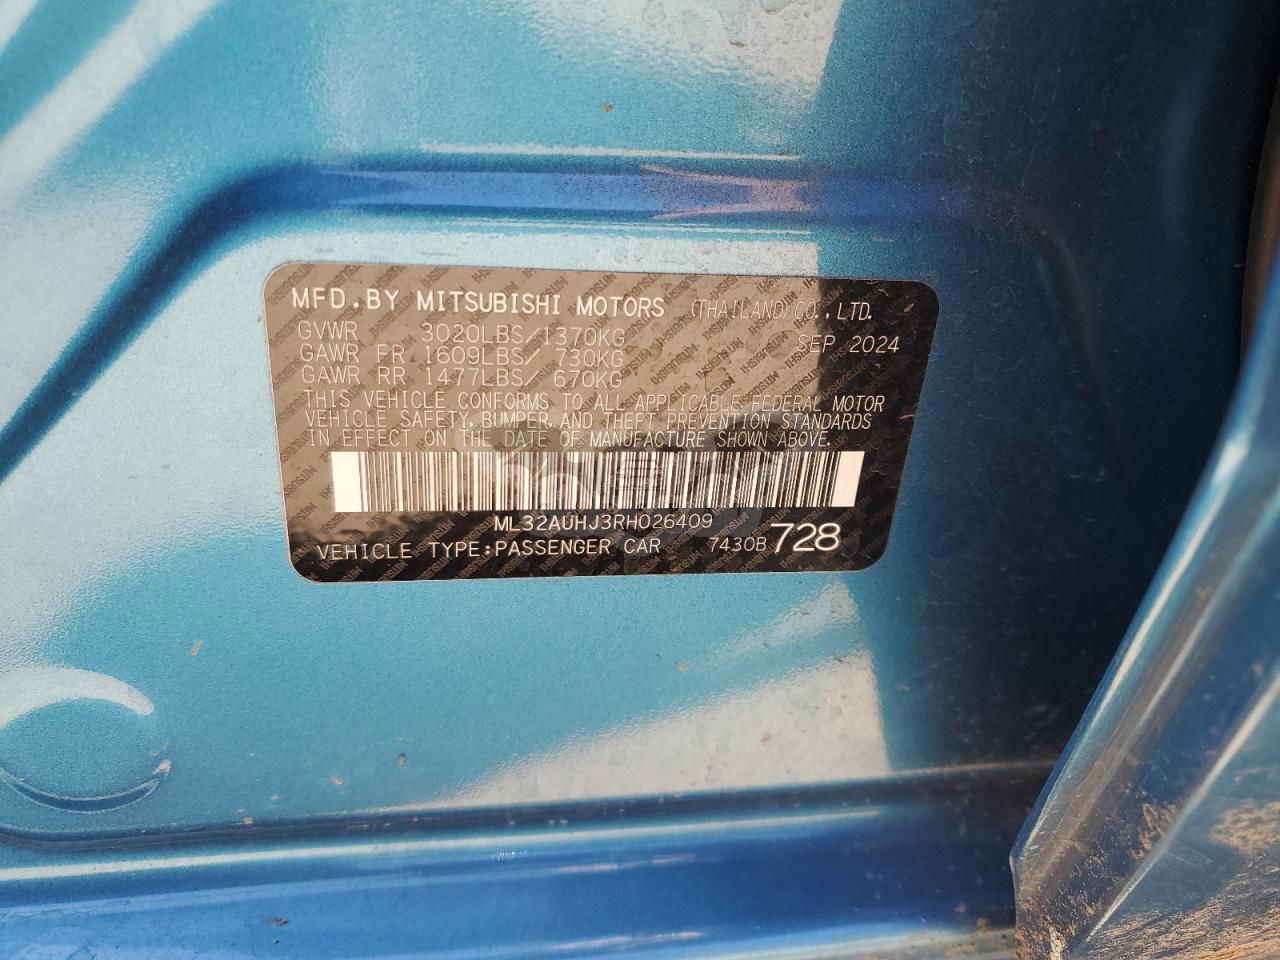 MFD.BY MITSUBISHI MOTORS (THAILAND)CO.,LTD.
GVWR 3020LBS/1370KG SEP 2024
GAWR FR 1609LBS/ 730KG
GAWR RR 1477LBS/ 670KG
THIS VEHICLE CONFORMS TO ALL APPLICABLE FEDERAL MOTOR
VEHICLE SAFETY, BUMPER, AND THEFT PREVENTION STANDARDS
IN EFFECT ON THE DATE OF MANUFACTURE SHOWN ABOVE.
ML32AUHJ3RH026409
VEHICLE TYPE:PASSENGER CAR 7430B 728